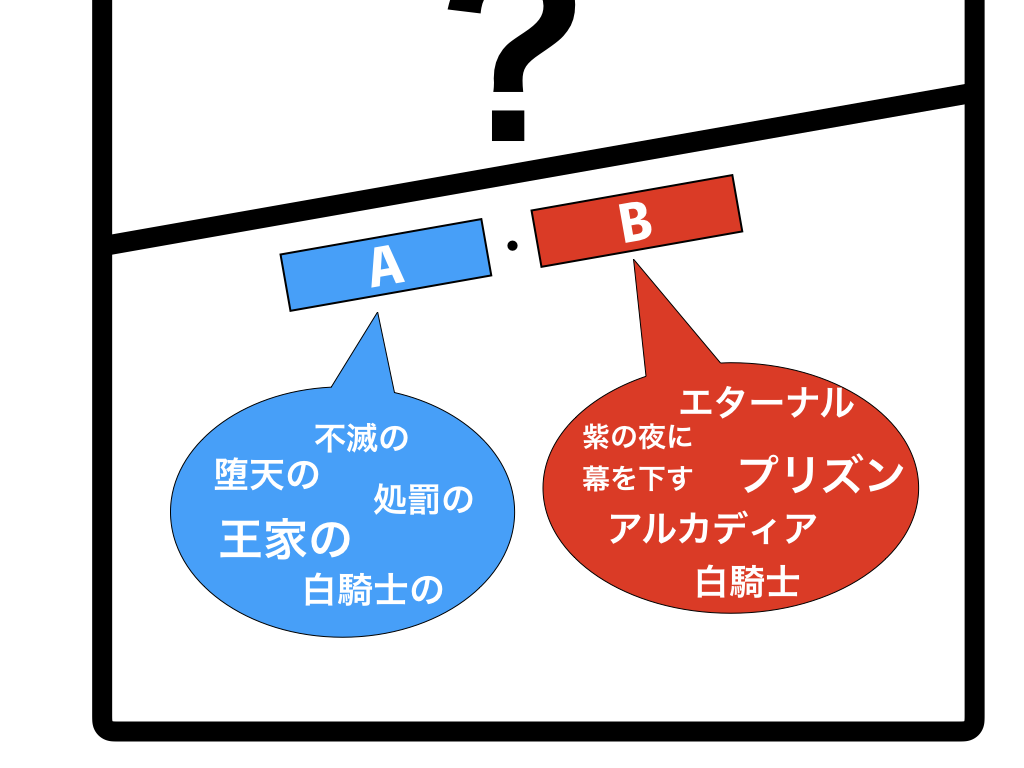 ?
A・B
不滅の
堕天の
処罰の
王家の
白騎士の
エターナル
紫の夜に
幕を下す
プリズン
アルカディア
白騎士